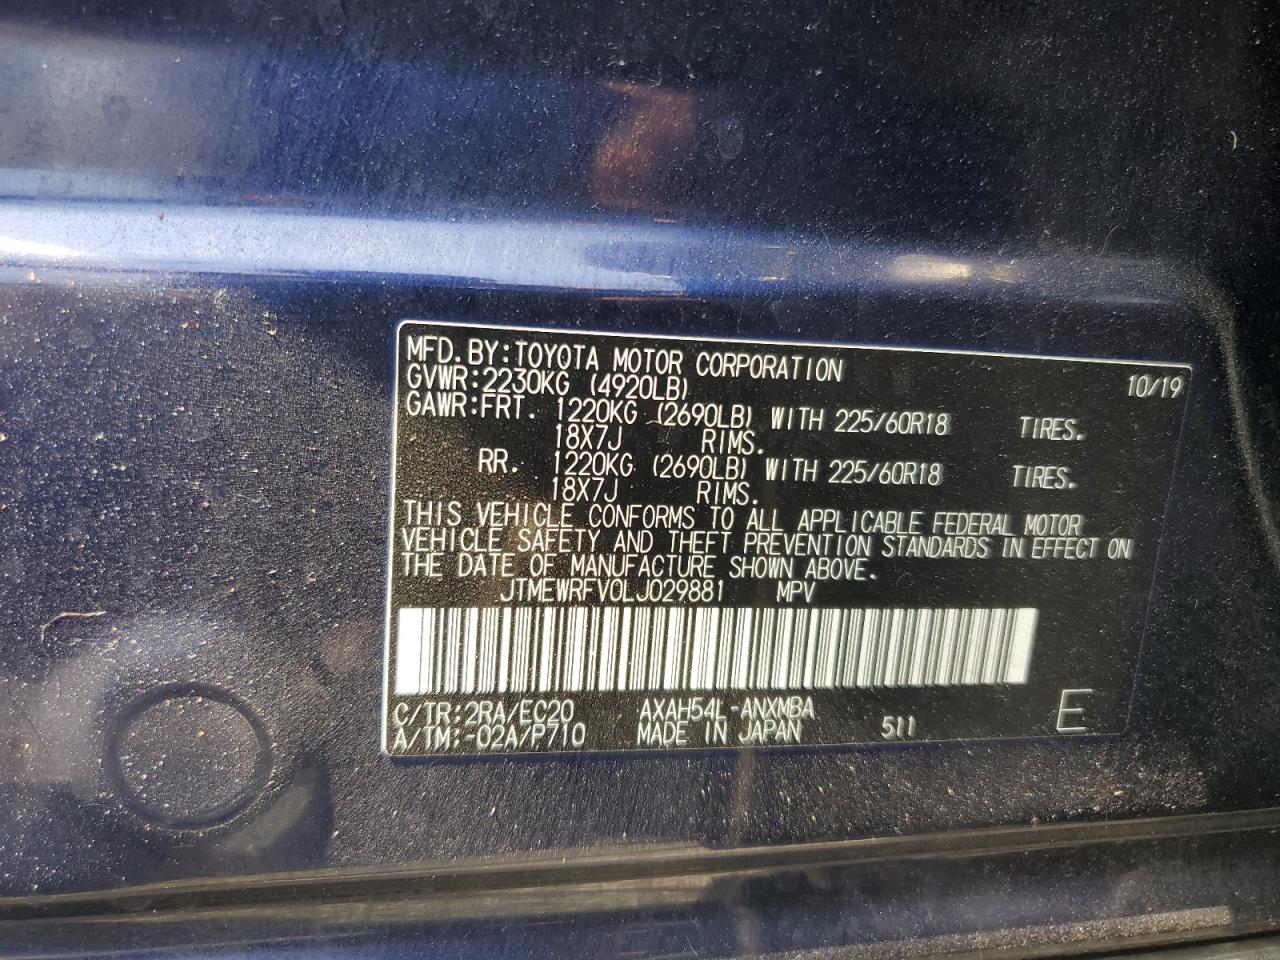 MFD.BY:TOYOTA MOTOR CORPORATION 10/19
GVWR:2230KG (4920LB)
GAWR:FRT. 1220KG (2690LB) WITH 225/60R18 TIRES.
18X7J RIMS.
RR. 1220KG (2690LB) WITH 225/60R18 TIRES.
18X7J RIMS.
THIS VEHICLE CONFORMS TO ALL APPLICABLE FEDERAL MOTOR
VEHICLE SAFETY AND THEFT PREVENTION STANDARDS IN EFFECT ON
THE DATE OF MANUFACTURE SHOWN ABOVE.
JTMEWRFV0LJ029881 MPV
C/TR:2RA/EC20 AXAH54L-ANXMBA
A/TM:-02A/P710 MADE IN JAPAN 511 E